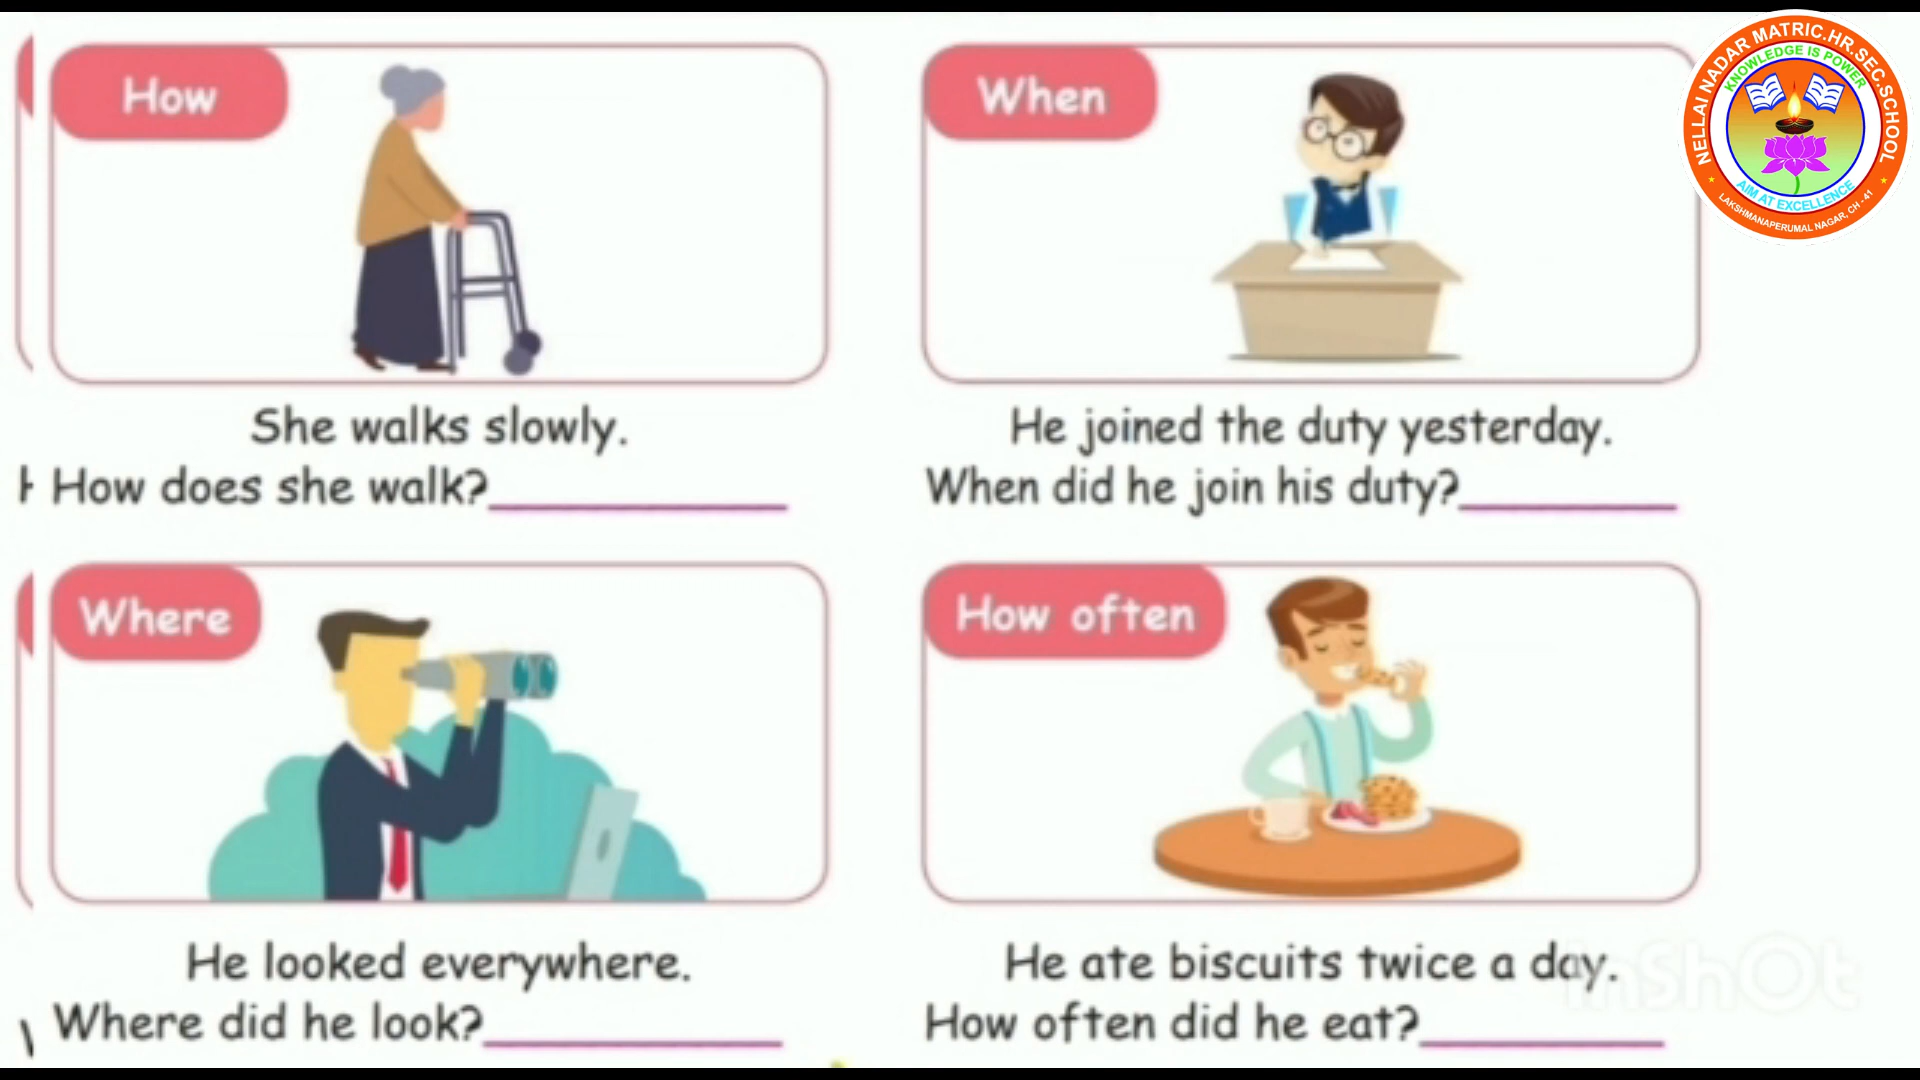 How
She walks slowly.
How does she walk?
When
He joined the duty yesterday.
When did he join his duty?
Where
He looked everywhere.
Where did he look?
How often
He ate biscuits twice a day.
How often did he eat?
NELLAI NADAR MATRIC.HR.SEC.SCHOOL
KNOWLEDGE IS POWER
AIM AT EXCELLENCE
LAKSHMANAPERUMAL NAGAR, CH - 41
InShOt